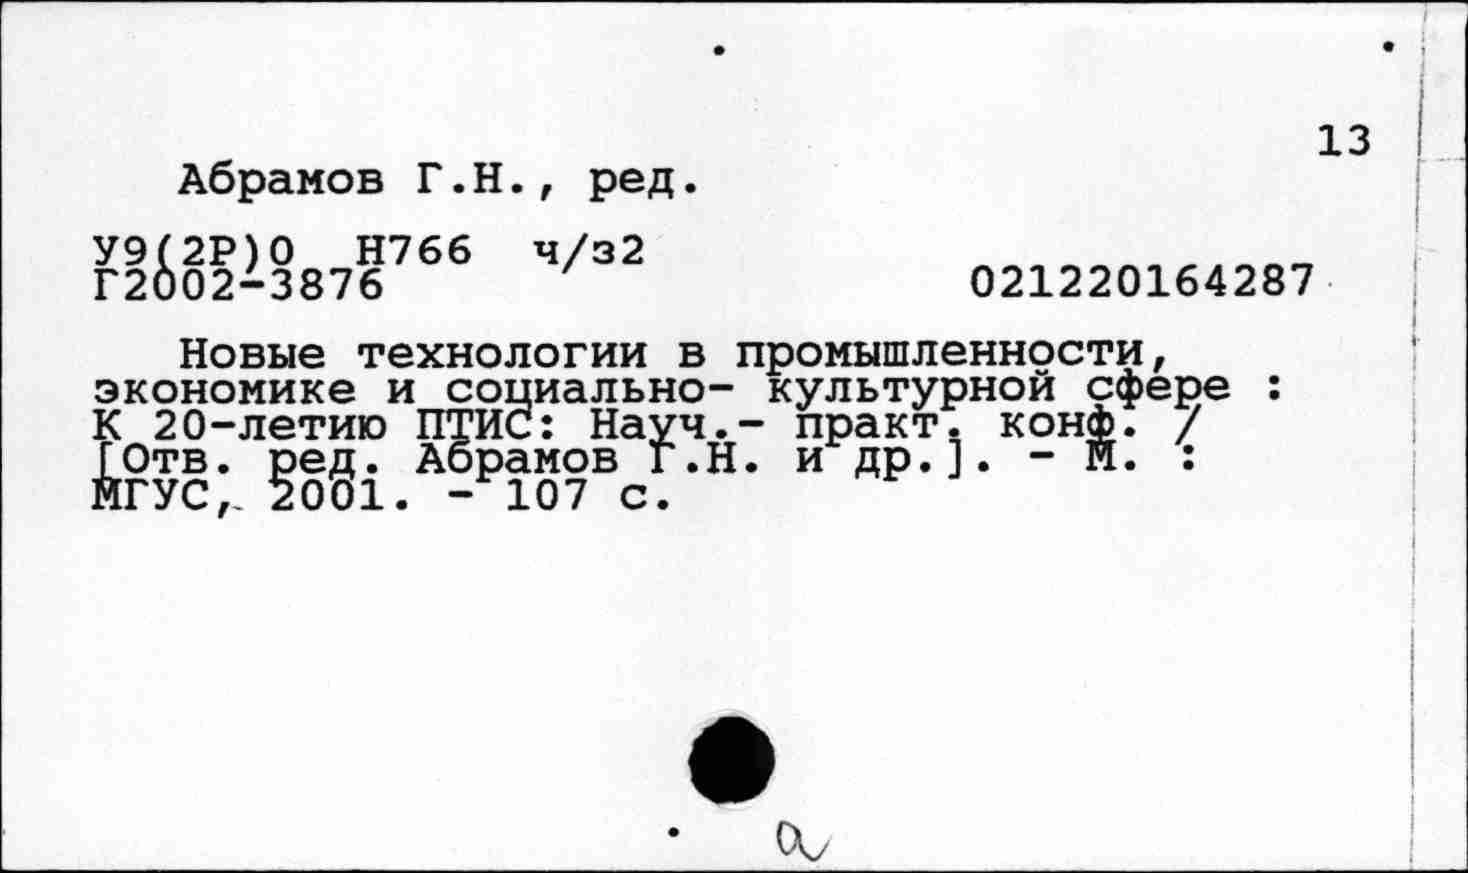 13
Абрамов Г.Н., ред.
У9(2Р)0 Н766 ч/з2
Г2002-3876 021220164287
Новые технологии в промышленности,
экономике и социально- культурной сфере :
К 20-летию ПТИС: Науч.- практ. конф. /
[Отв. ред. Абрамов Г.Н. и др.]. - М. :
МГУС, 2001. - 107 с.
а